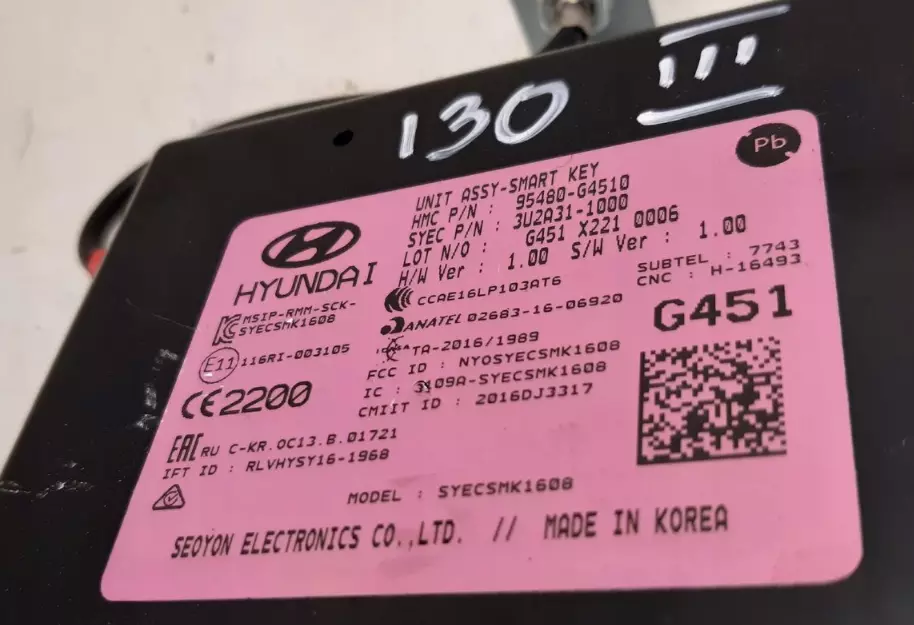 130 III
Pb
UNIT ASSY-SMART KEY
HMC P/N : 95480-G4510
SYEC P/N : 3U2A31-1000
LOT N/O : G451 X221 0006
H/W Ver : 1.00 S/W Ver : 1.00
HYUNDAI
MSIP-RMM-SCK-
SYECSMK1608
CCAE16LP103AT6
SUBTEL : 7743
CNC : H-16493
ANATEL 02683-16-06920
G451
E11 116RI-003105
TA-2016/1989
FCC ID : NYOSYECSMK1608
IC : 5109A-SYECSMK1608
CMIIT ID : 2016DJ3317
CE2200
EAC RU C-KR.OC13.B.01721
IFT ID : RLVHYSY16-1968
MODEL : SYECSMK1608
SEOYON ELECTRONICS CO.,LTD. // MADE IN KOREA